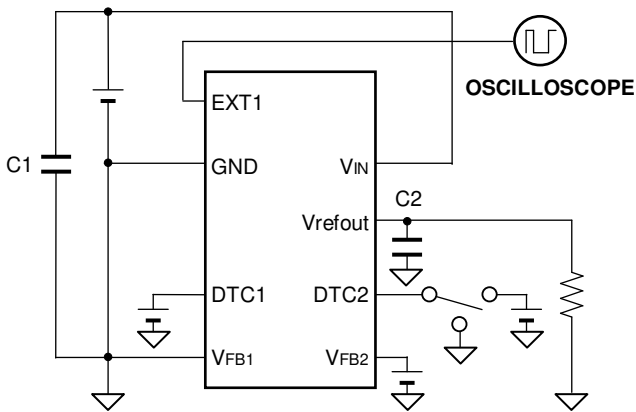 OSCILLOSCOPE
EXT1
C1
GND
VIN
C2
Vrefout
DTC1
DTC2
VFB1
VFB2